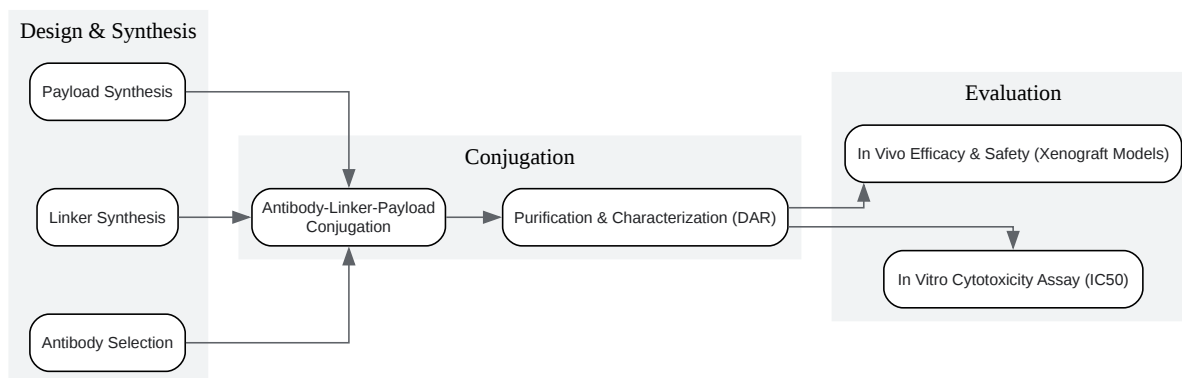 Design & Synthesis
Payload Synthesis
Linker Synthesis
Antibody Selection
Conjugation
Antibody-Linker-Payload
Conjugation
Purification & Characterization (DAR)
Evaluation
In Vivo Efficacy & Safety (Xenograft Models)
In Vitro Cytotoxicity Assay (IC50)